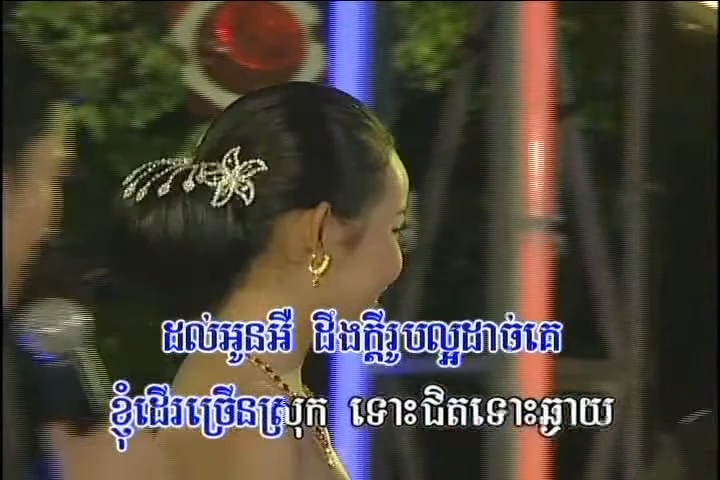 ដល់អូនអឺ ដឹងក្តីរូបល្អដាច់គេ
ខ្ញុំដើរច្រើនស្រុក ទោះជិតទោះឆ្ងាយ